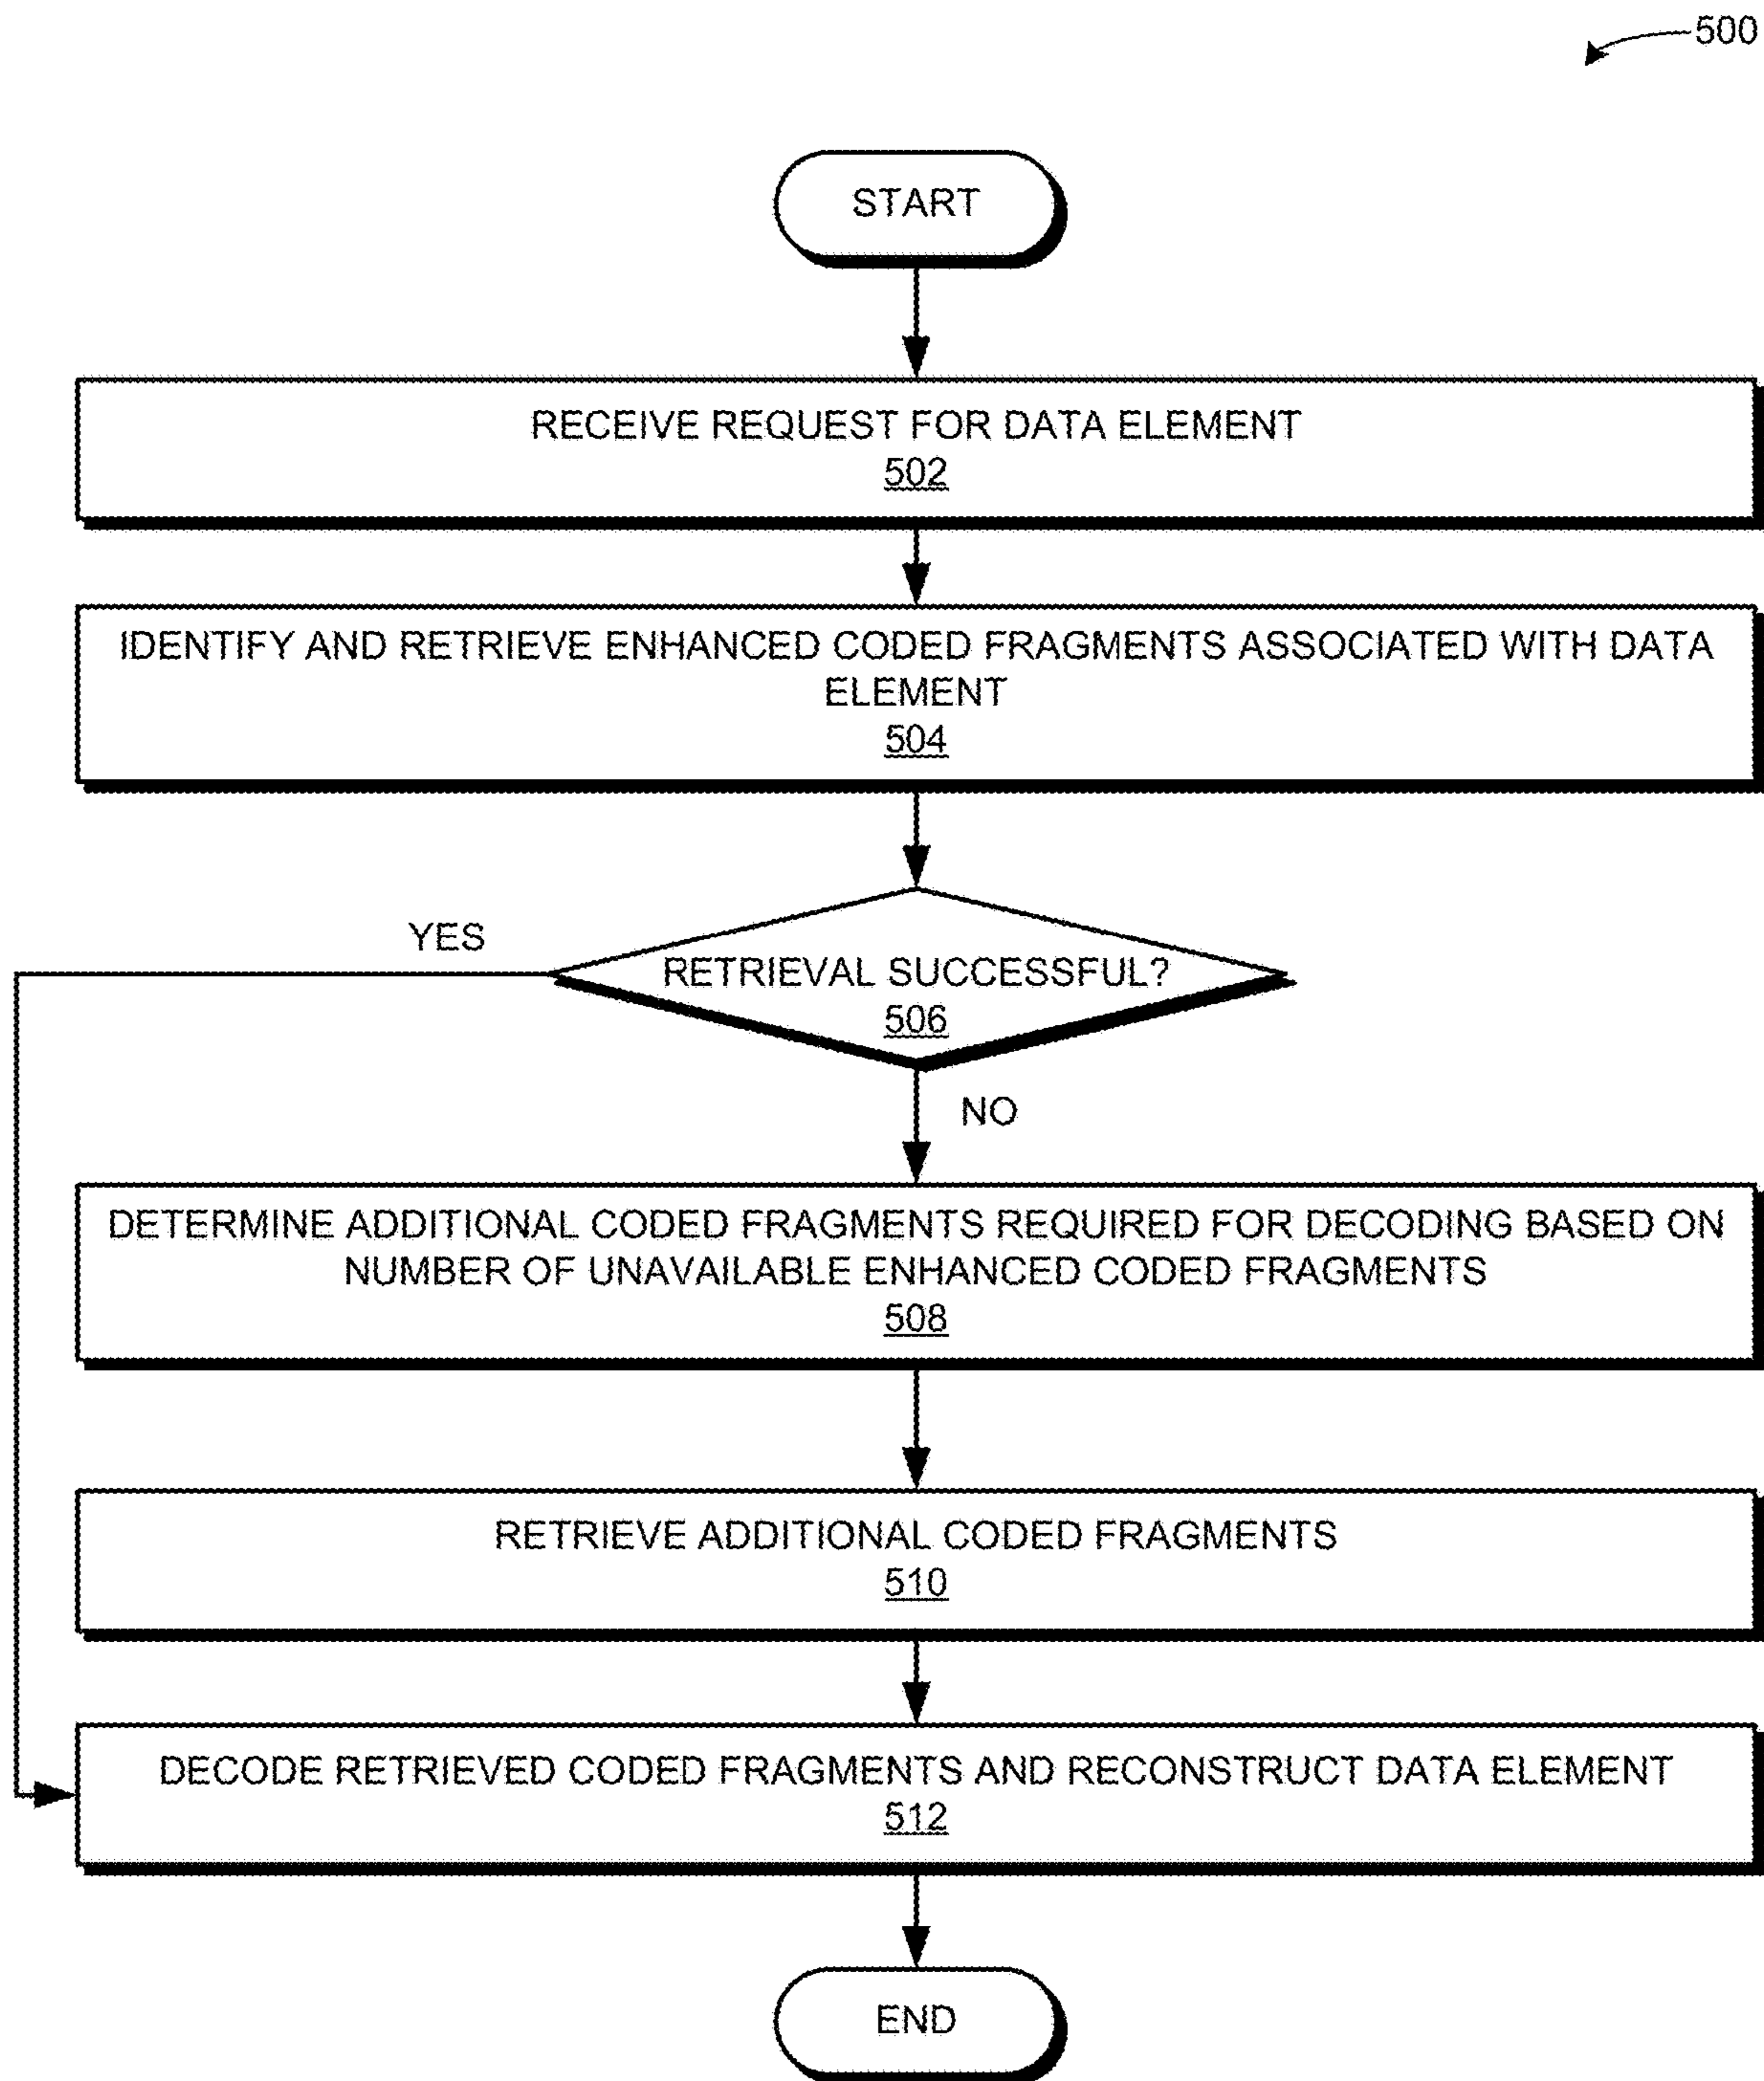 500
START
RECEIVE REQUEST FOR DATA ELEMENT
502
IDENTIFY AND RETRIEVE ENHANCED CODED FRAGMENTS ASSOCIATED WITH DATA
ELEMENT
504
YES
RETRIEVAL SUCCESSFUL?
506
NO
DETERMINE ADDITIONAL CODED FRAGMENTS REQUIRED FOR DECODING BASED ON
NUMBER OF UNAVAILABLE ENHANCED CODED FRAGMENTS
508
RETRIEVE ADDITIONAL CODED FRAGMENTS
510
DECODE RETRIEVED CODED FRAGMENTS AND RECONSTRUCT DATA ELEMENT
512
END